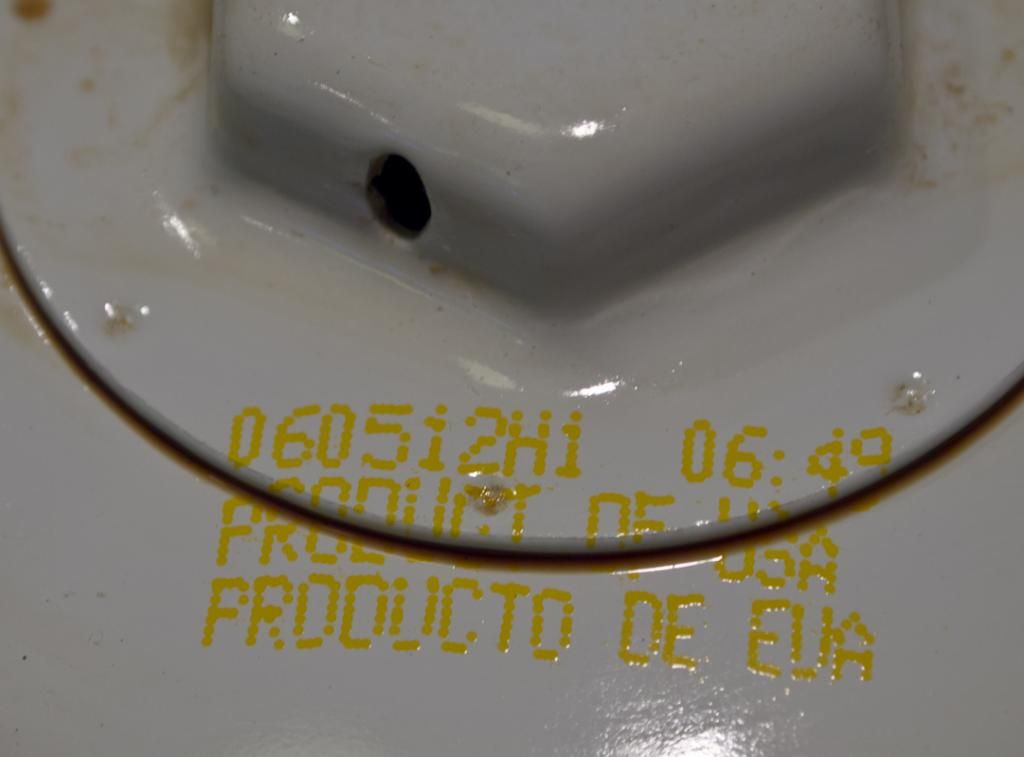 060512H1 06:49
PRODUCT OF USA
PRODUCTO DE EUA